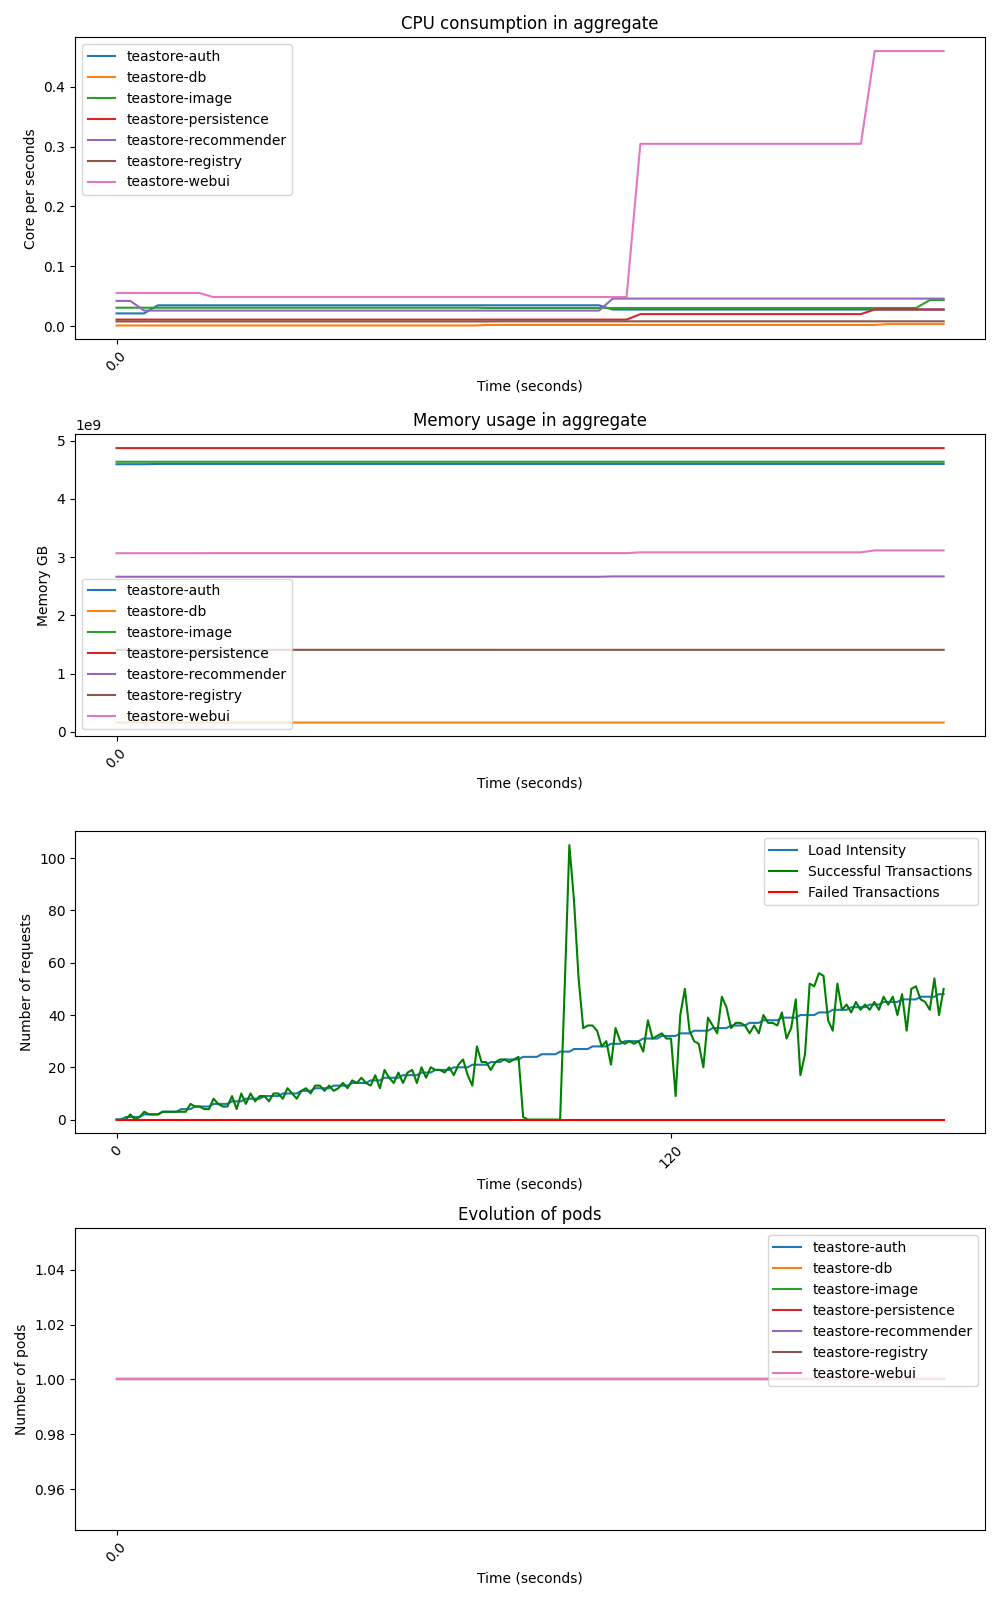 CPU consumption in aggregate
teastore-auth
teastore-db
teastore-image
teastore-persistence
teastore-recommender
teastore-registry
teastore-webui
0.4
0.3
0.2
0.1
0.0
Core per seconds
0.0
Time (seconds)
Memory usage in aggregate
1e9
5
4
3
2
1
0
Memory GB
teastore-auth
teastore-db
teastore-image
teastore-persistence
teastore-recommender
teastore-registry
teastore-webui
0.0
Time (seconds)
Load Intensity
Successful Transactions
Failed Transactions
100
80
60
40
20
0
Number of requests
0 120
Time (seconds)
Evolution of pods
teastore-auth
teastore-db
teastore-image
teastore-persistence
teastore-recommender
teastore-registry
teastore-webui
1.04
1.02
1.00
0.98
0.96
Number of pods
0.0
Time (seconds)